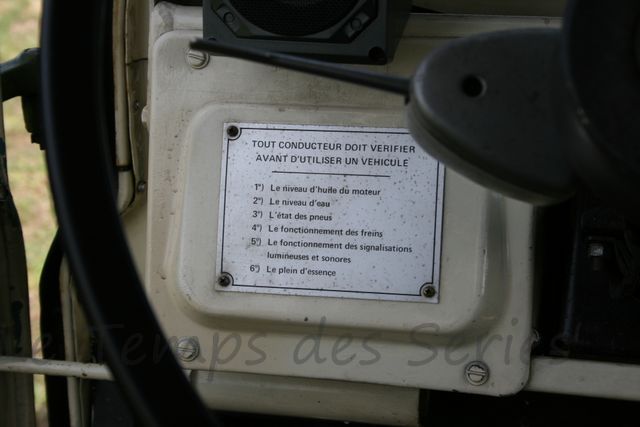 TOUT CONDUCTEUR DOIT VERIFIER
AVANT D'UTILISER UN VEHICULE
1°) Le niveau d'huile du moteur
2°) Le niveau d'eau
3°) L'état des pneus
4°) Le fonctionnement des freins
5°) Le fonctionnement des signalisations
lumineuses et sonores
6°) Le plein d'essence
Le Temps des Series